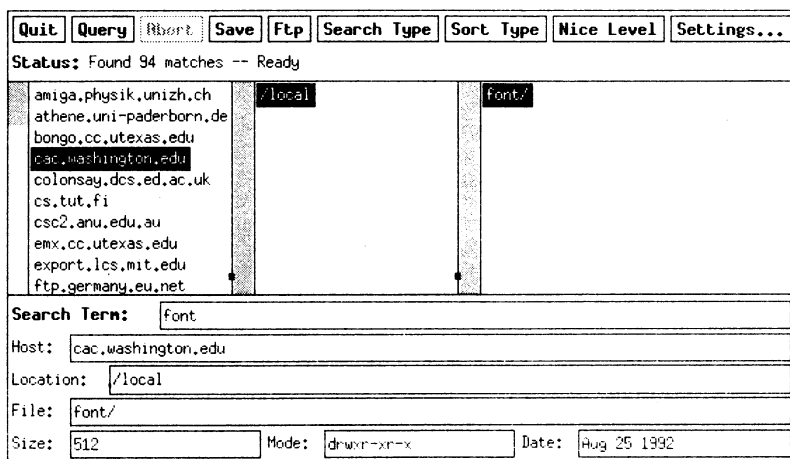 Quit Query Abort Save Ftp Search Type Sort Type Nice Level Settings...
Status: Found 94 matches -- Ready
amiga.physik.unizh.ch /local font/
athene.uni-paderborn.de
bongo.cc.utexas.edu
cac.washington.edu
colonsay.dcs.ed.ac.uk
cs.tut.fi
csc2.anu.edu.au
emx.cc.utexas.edu
export.lcs.mit.edu
ftp.germany.eu.net
Search Term: font
Host: cac.washington.edu
Location: /local
File: font/
Size: 512 Mode: drwxr-xr-x Date: Aug 25 1992